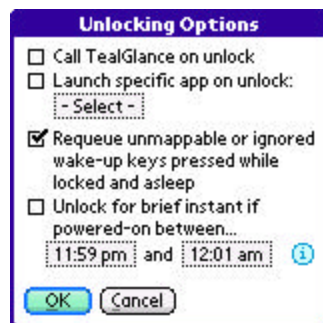 Unlocking Options
Call TealGlance on unlock
Launch specific app on unlock:
- Select -
Requeue unmappable or ignored
wake-up keys pressed while
locked and asleep
Unlock for brief instant if
powered-on between...
11:59 pm and 12:01 am i
OK Cancel